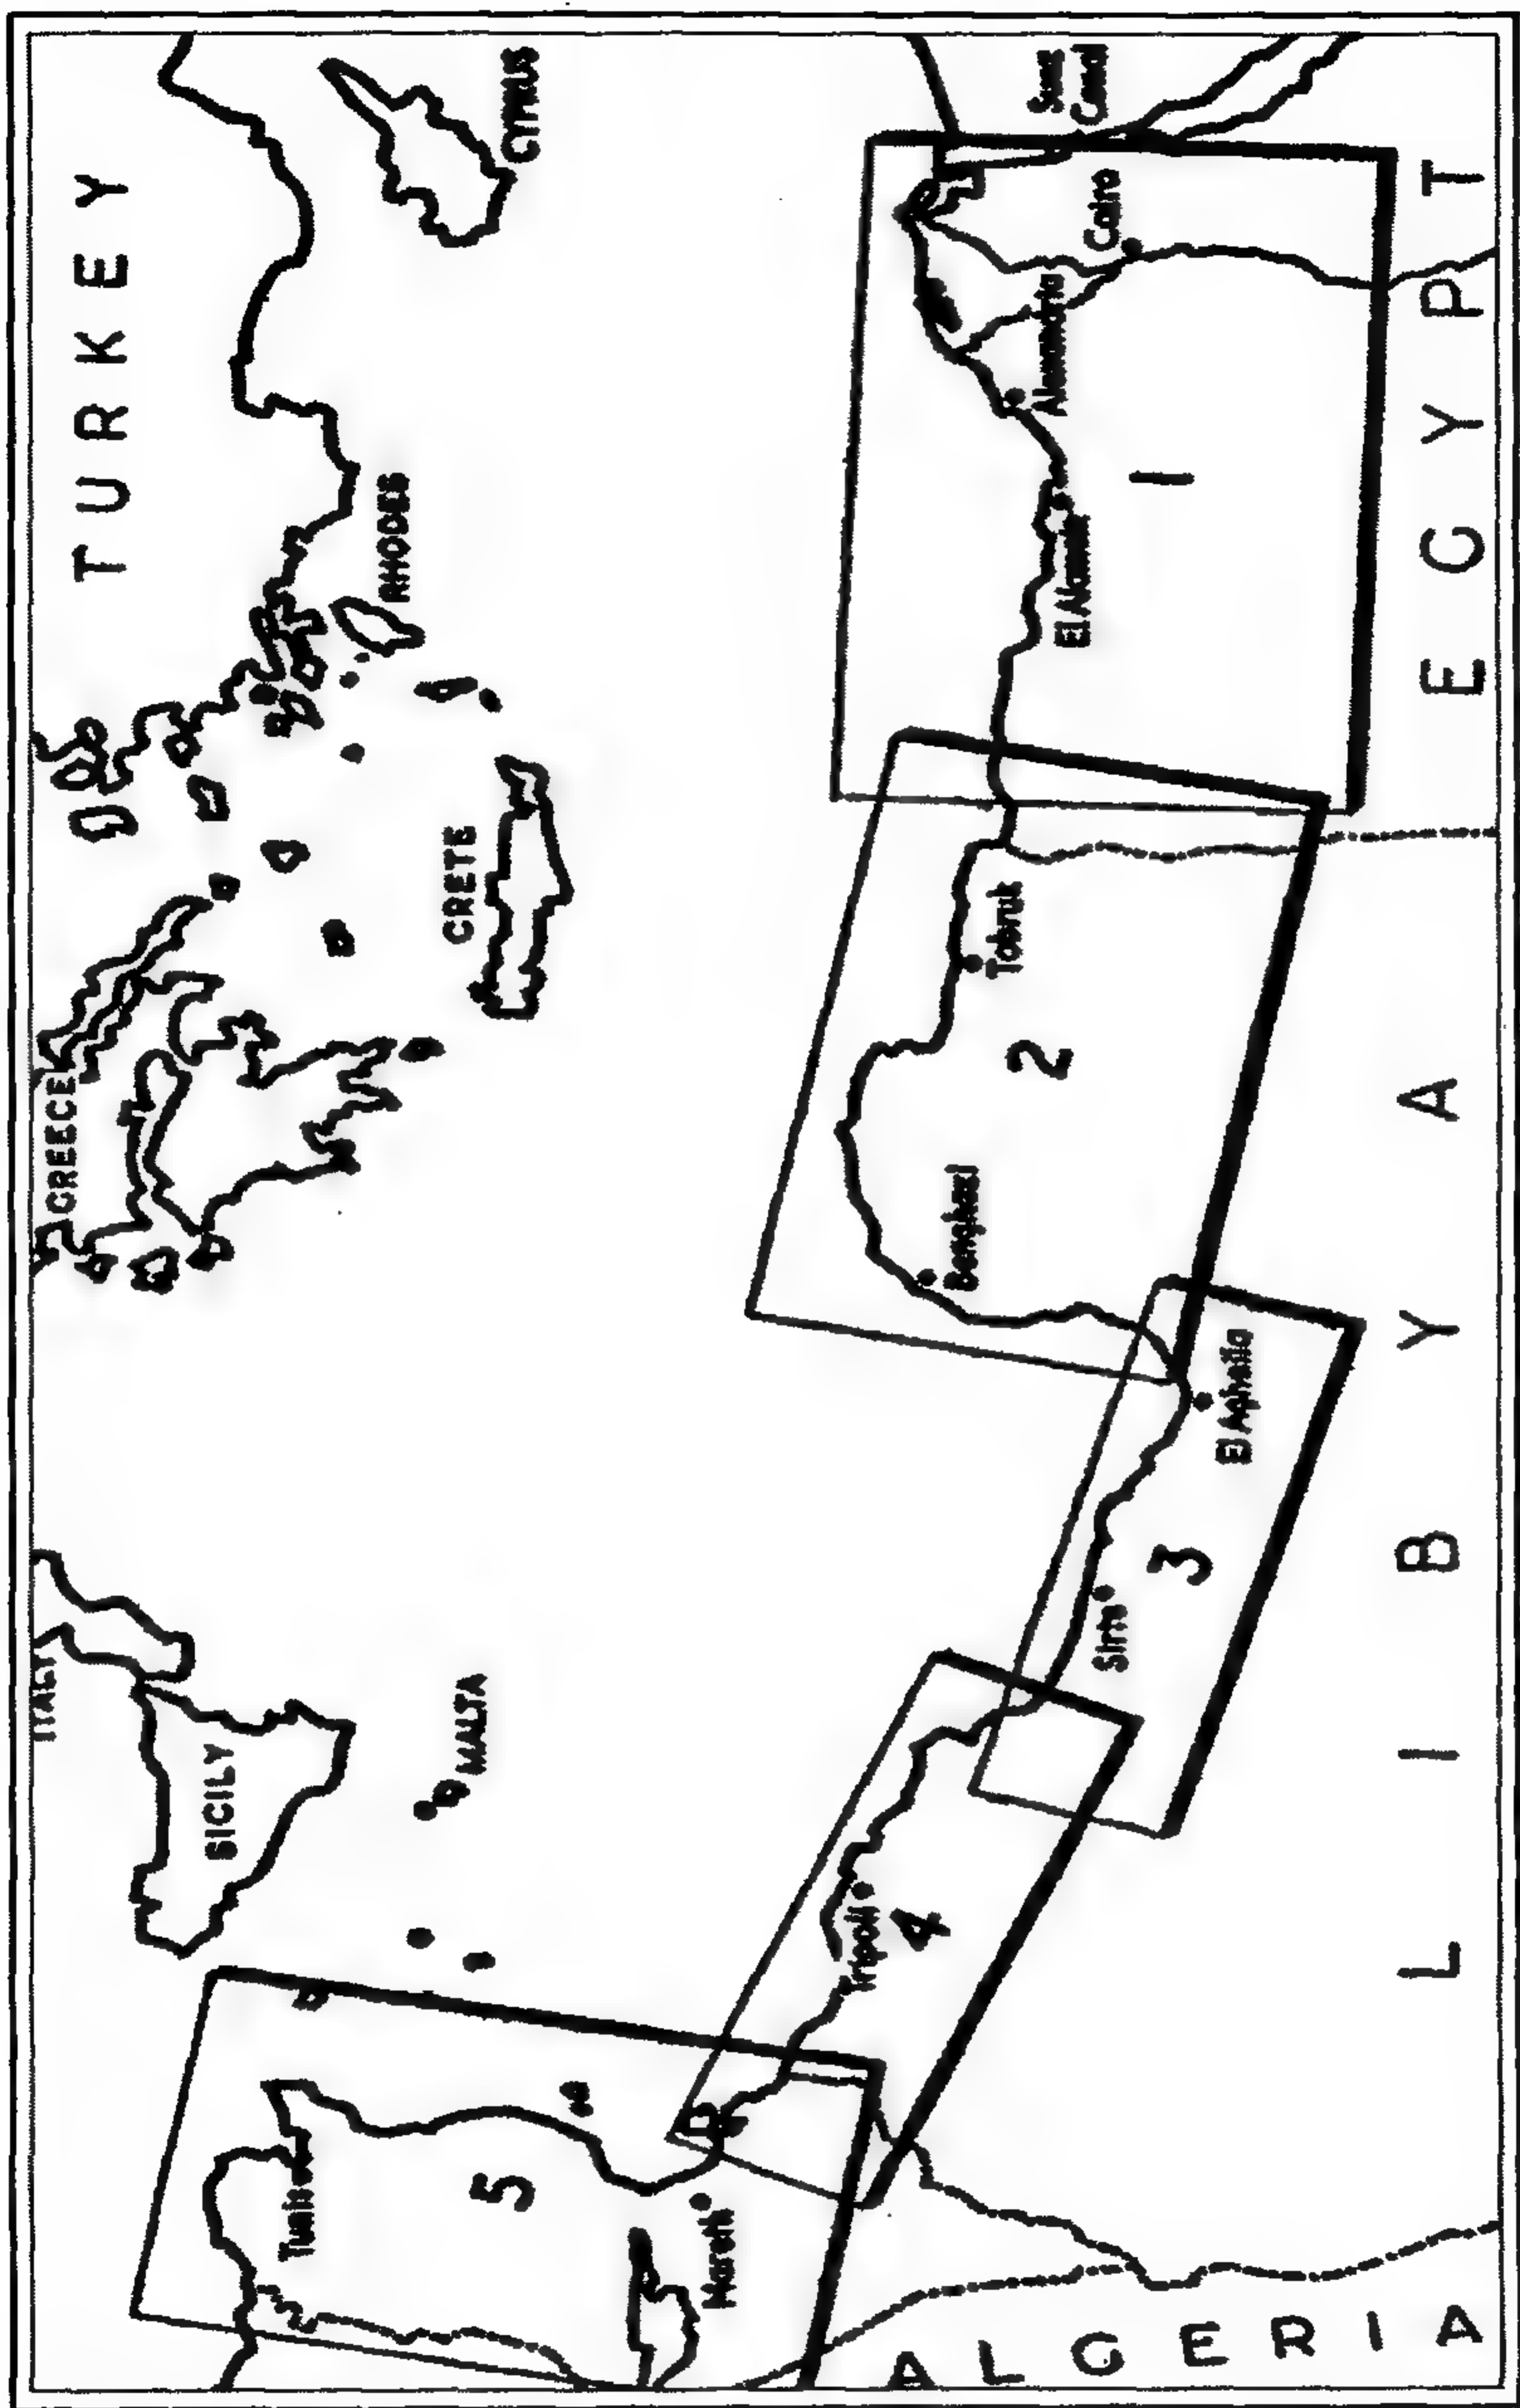 TURKEY
GREECE
ITALY
SICILY
MALTA
CRETE
RHODES
CYPRUS
Tunis
5
Mareth
Tripoli
4
Sirte
3
El Agheila
Benghazi
2
Tobruk
El Alamein
1
Alexandria
Cairo
Suez
Canal
ALGERIA
LIBYA
EGYPT